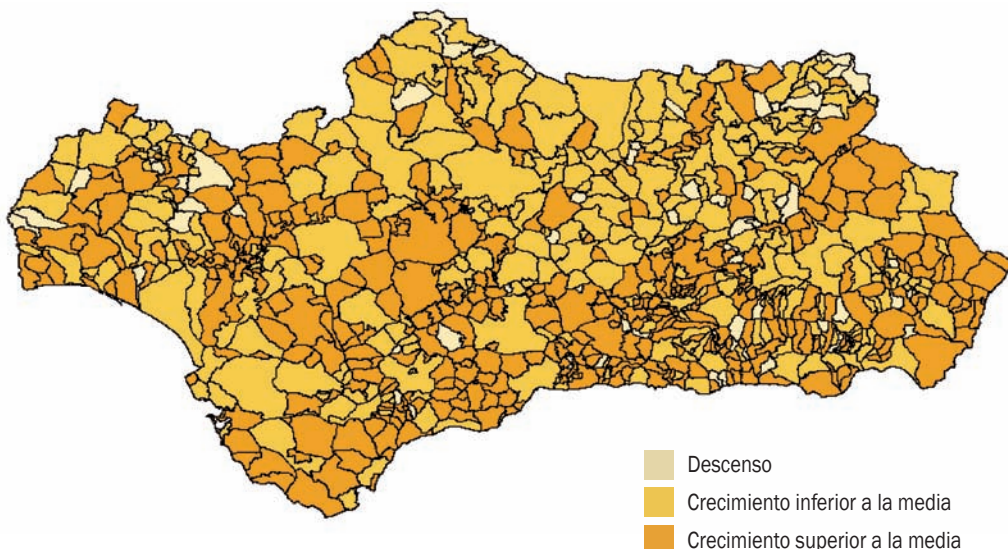 Descenso
Crecimiento inferior a la media
Crecimiento superior a la media